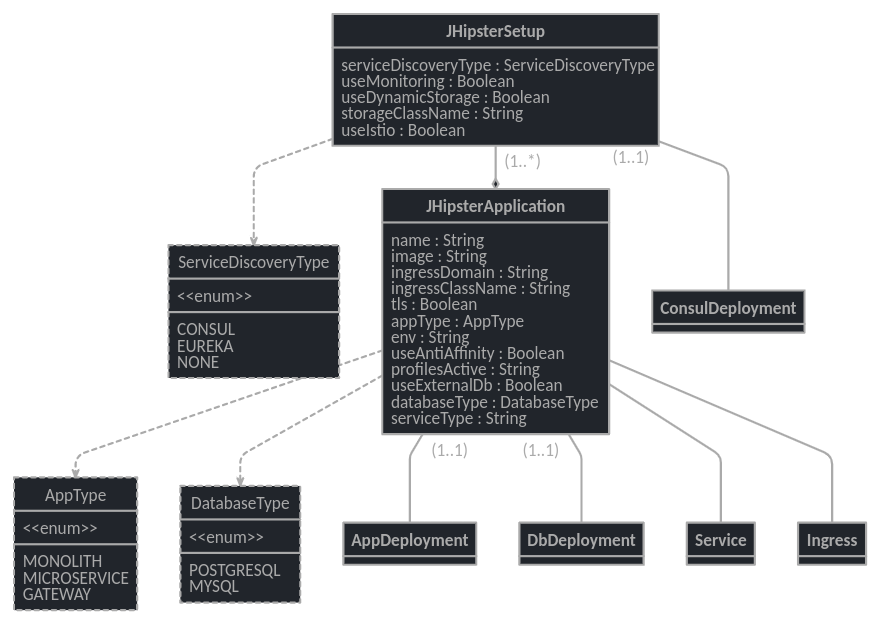 JHipsterSetup
serviceDiscoveryType : ServiceDiscoveryType
useMonitoring : Boolean
useDynamicStorage : Boolean
storageClassName : String
useIstio : Boolean
(1..*)
(1..1)
JHipsterApplication
name : String
image : String
ingressDomain : String
ingressClassName : String
tls : Boolean
appType : AppType
env : String
useAntiAffinity : Boolean
profilesActive : String
useExternalDb : Boolean
databaseType : DatabaseType
serviceType : String
ServiceDiscoveryType
<<enum>>
CONSUL
EUREKA
NONE
ConsulDeployment
(1..1)
(1..1)
AppType
<<enum>>
MONOLITH
MICROSERVICE
GATEWAY
DatabaseType
<<enum>>
POSTGRESQL
MYSQL
AppDeployment
DbDeployment
Service
Ingress